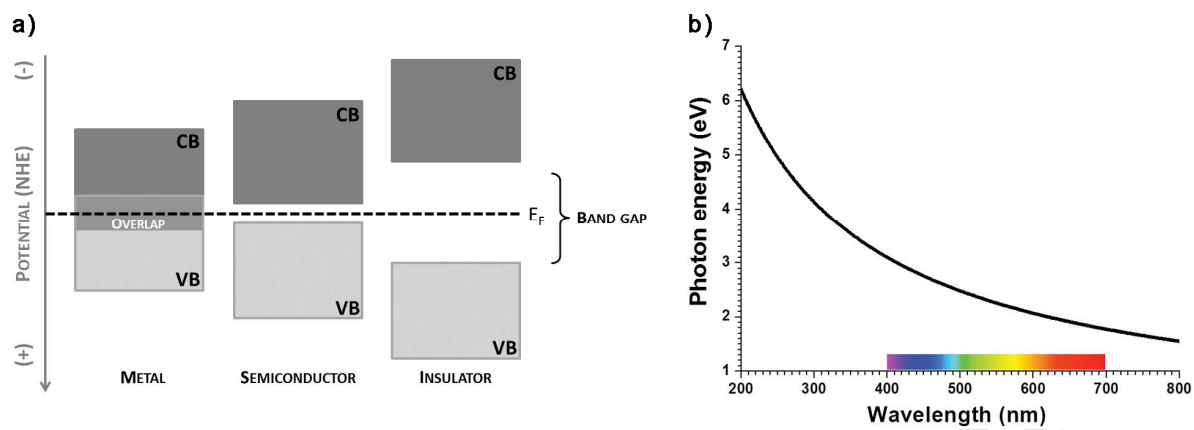 a)
POTENTIAL (NHE)
(-)
(+)
CB
OVERLAP
VB
METAL
CB
VB
SEMICONDUCTOR
CB
VB
INSULATOR
EF
BAND GAP
b)
Photon energy (eV)
7
6
5
4
3
2
1
200 300 400 500 600 700 800
Wavelength (nm)